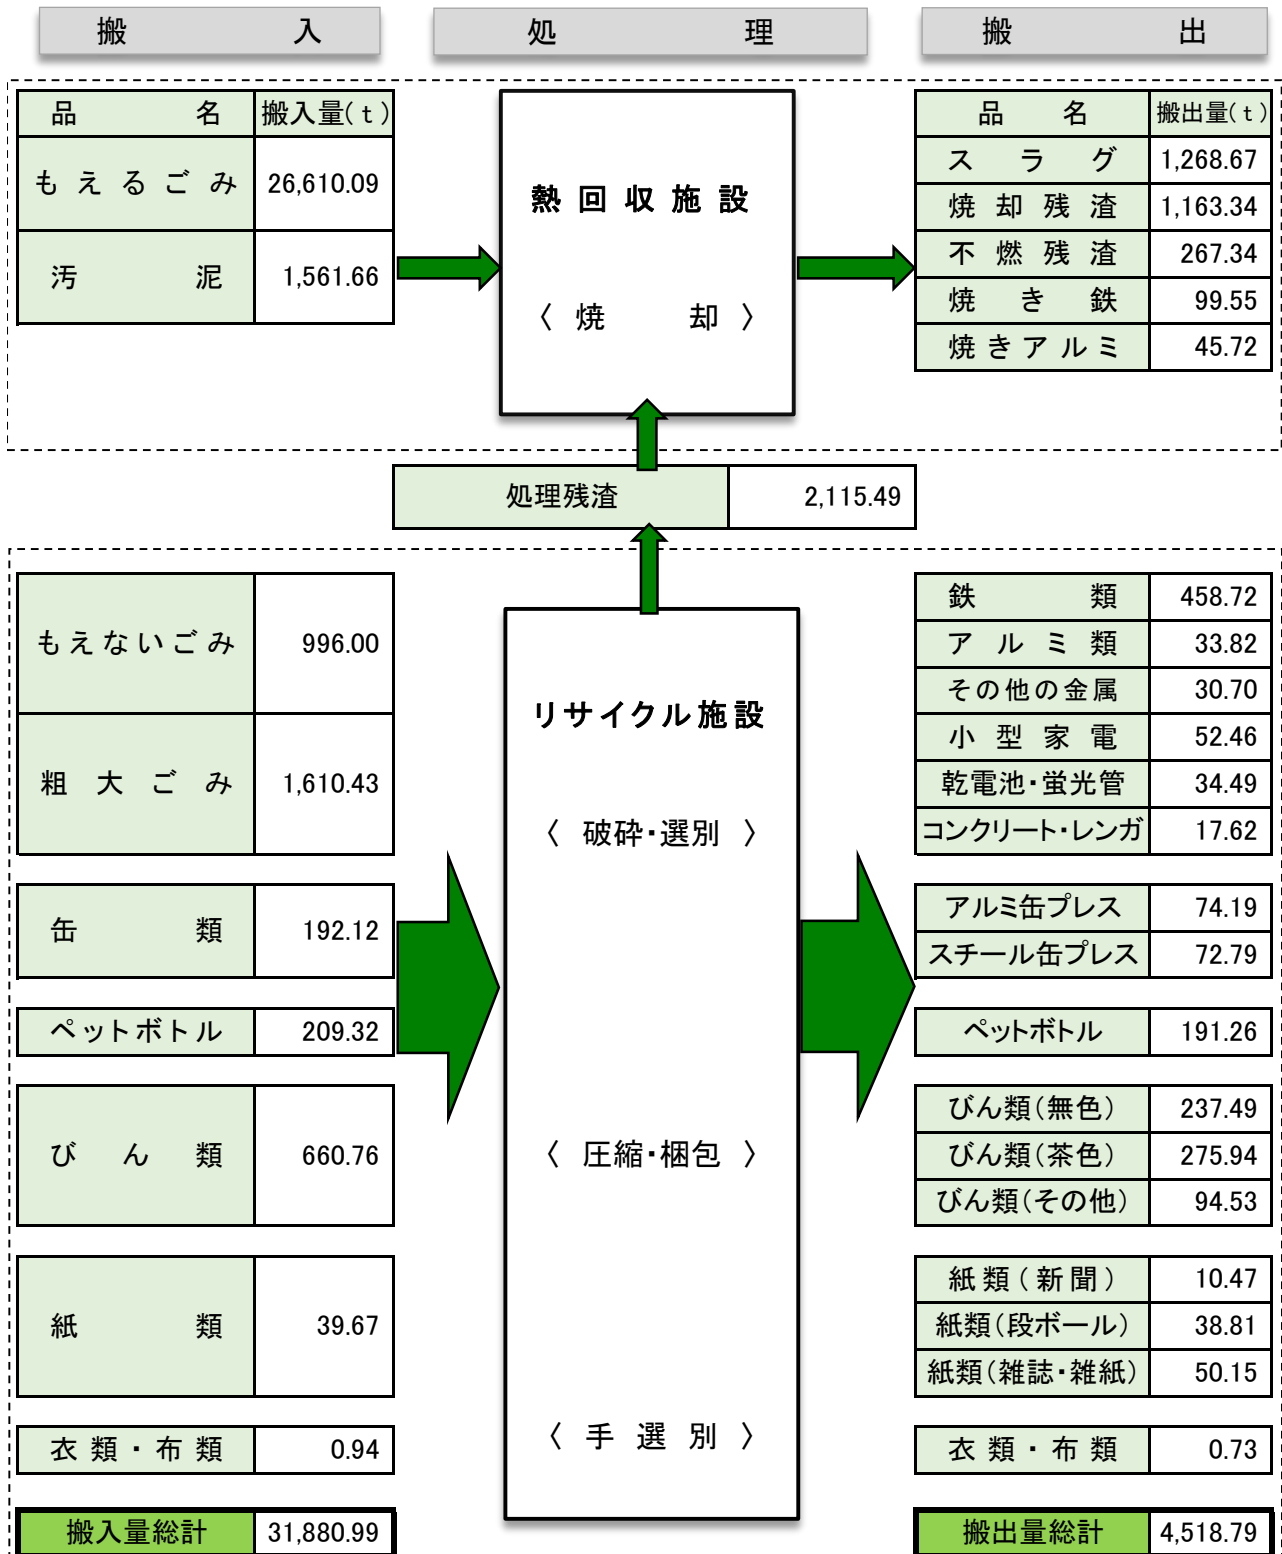 搬入 処理 搬出
品名 搬入量(t)
もえるごみ 26,610.09
汚泥 1,561.66
熱回収施設
〈 焼却 〉
品名 搬出量(t)
スラグ 1,268.67
焼却残渣 1,163.34
不燃残渣 267.34
焼き鉄 99.55
焼きアルミ 45.72
処理残渣 2,115.49
もえないごみ 996.00
粗大ごみ 1,610.43
缶類 192.12
ペットボトル 209.32
びん類 660.76
紙類 39.67
衣類・布類 0.94
搬入量総計 31,880.99
リサイクル施設
〈 破砕・選別 〉
〈 圧縮・梱包 〉
〈 手選別 〉
鉄類 458.72
アルミ類 33.82
その他の金属 30.70
小型家電 52.46
乾電池・蛍光管 34.49
コンクリート・レンガ 17.62
アルミ缶プレス 74.19
スチール缶プレス 72.79
ペットボトル 191.26
びん類(無色) 237.49
びん類(茶色) 275.94
びん類(その他) 94.53
紙類(新聞) 10.47
紙類(段ボール) 38.81
紙類(雑誌・雑紙) 50.15
衣類・布類 0.73
搬出量総計 4,518.79